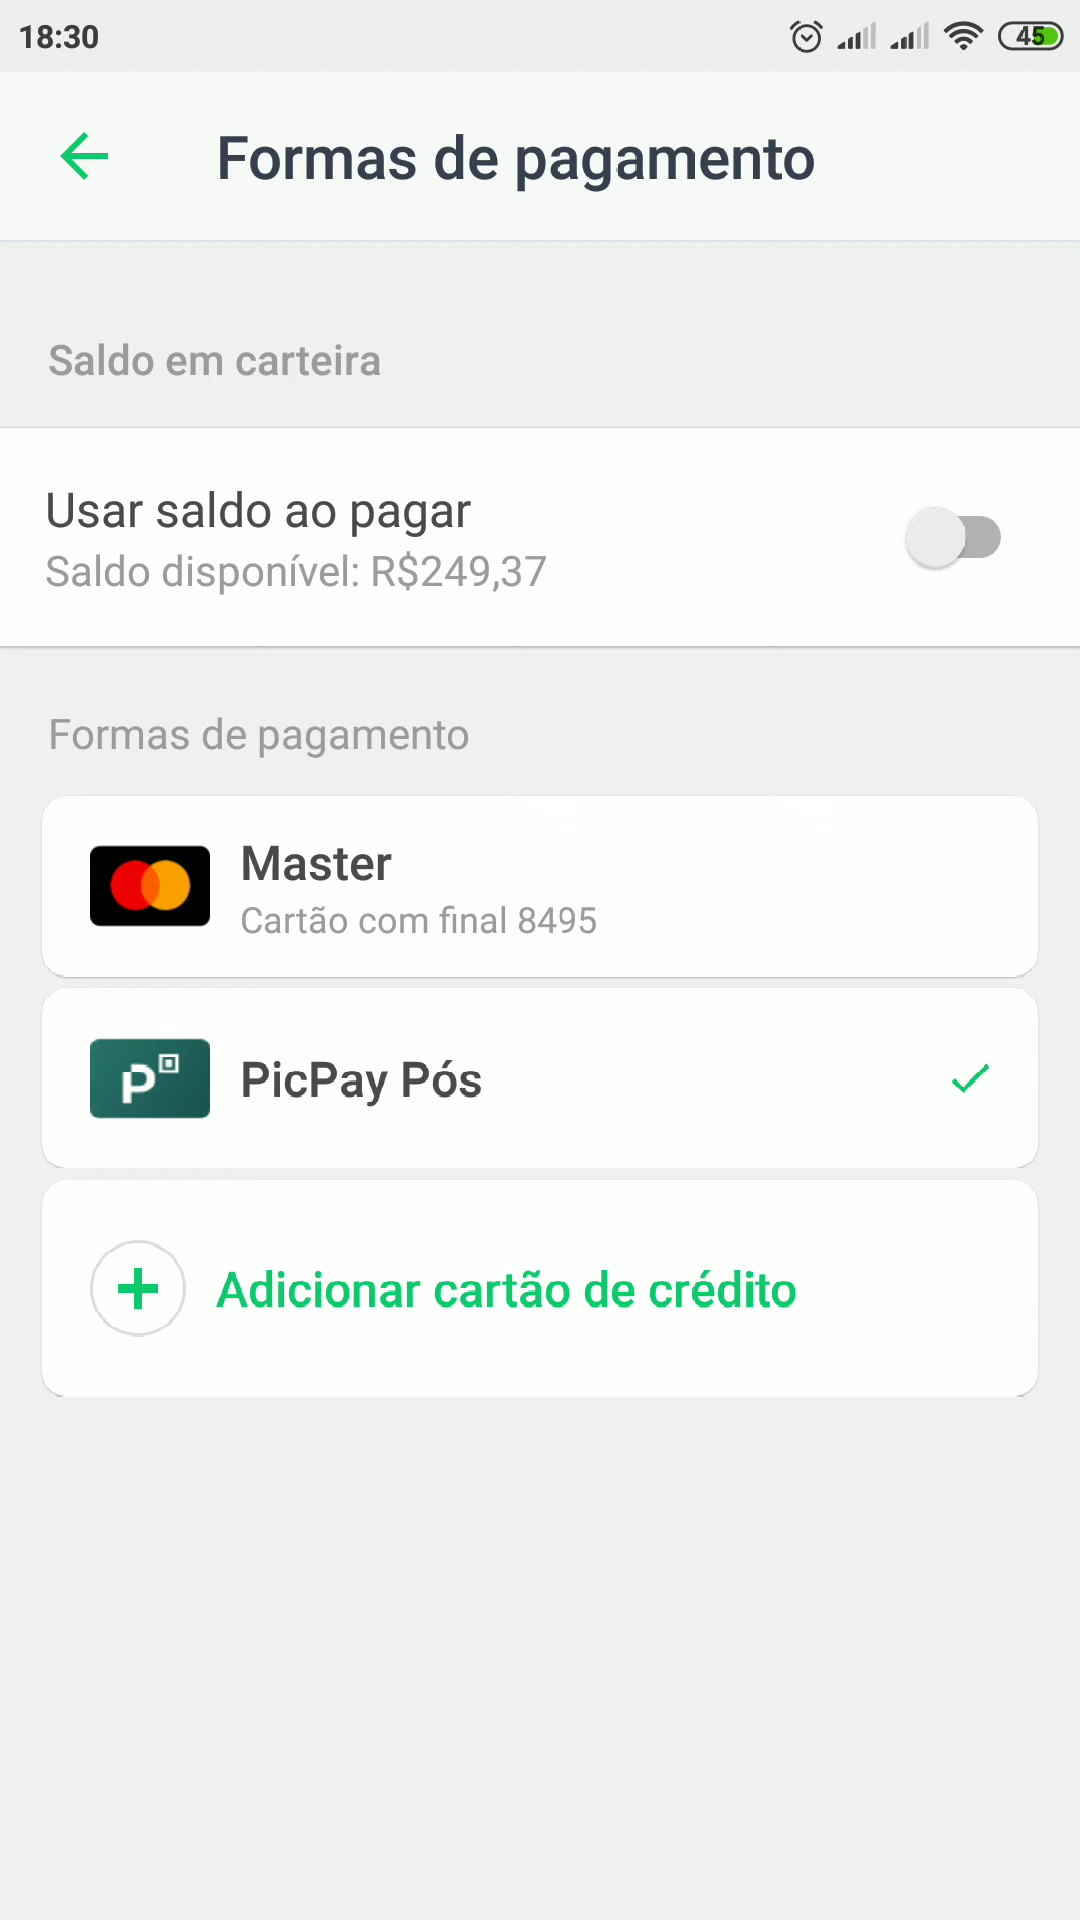 18:30
45
Formas de pagamento
Saldo em carteira
Usar saldo ao pagar
Saldo disponível: R$249,37
Formas de pagamento
Master
Cartão com final 8495
PicPay Pós
Adicionar cartão de crédito